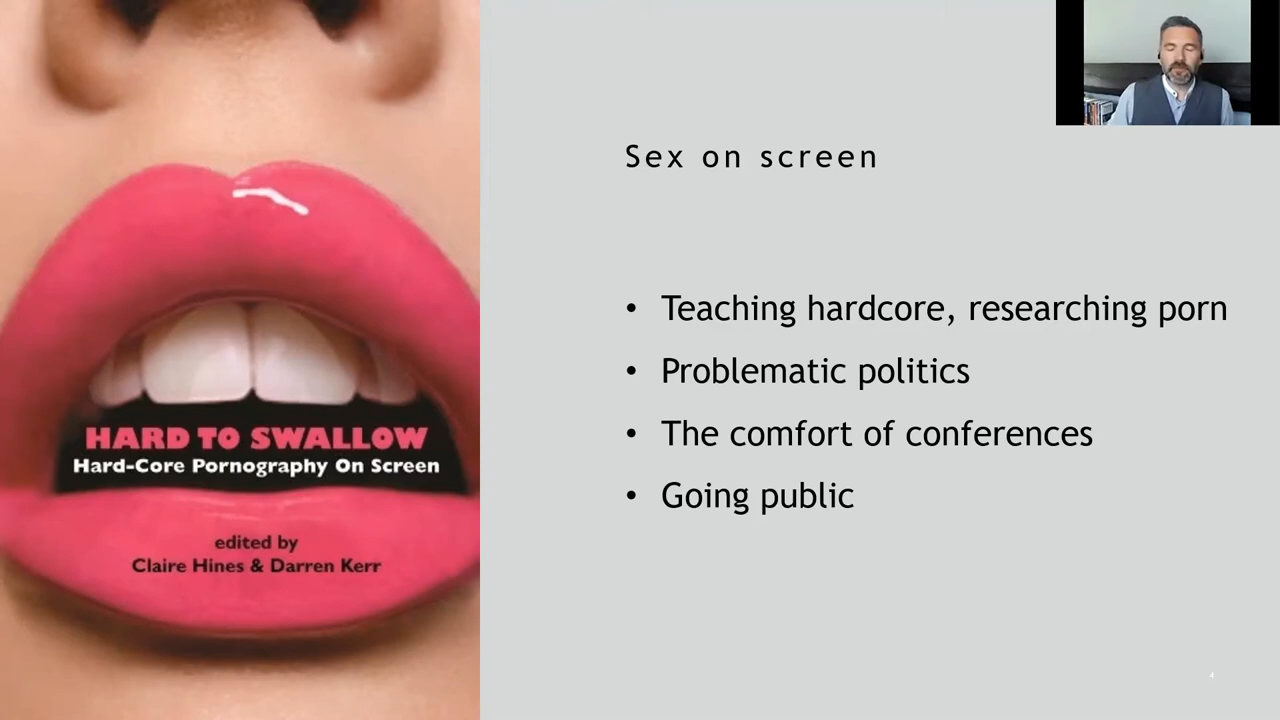 HARD TO SWALLOW
Hard-Core Pornography On Screen
edited by
Claire Hines & Darren Kerr
Sex on screen
• Teaching hardcore, researching porn
• Problematic politics
• The comfort of conferences
• Going public
4